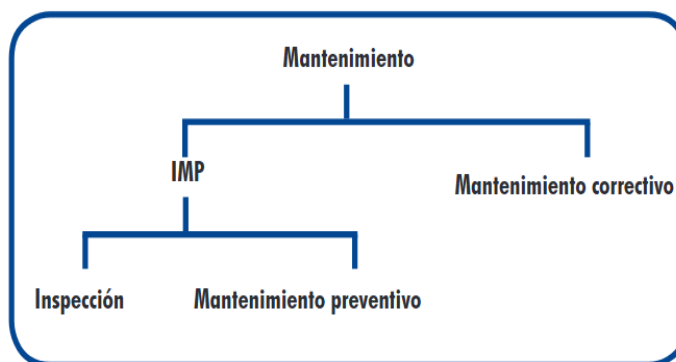 Mantenimiento
IMP
Mantenimiento correctivo
Inspección
Mantenimiento preventivo